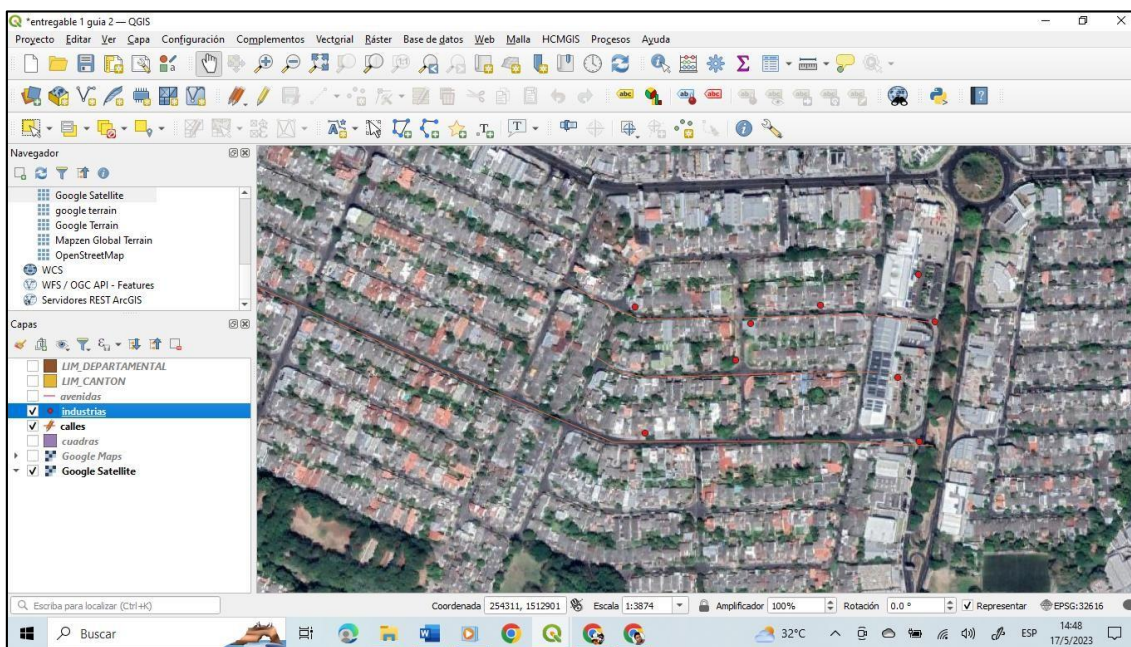 *entregable 1 guia 2 — QGIS
Proyecto Editar Ver Capa Configuración Complementos Vectorial Ráster Base de datos Web Malla HCMGIS Procesos Ayuda
abc abc abc
Navegador
Google Satellite
google terrain
Google Terrain
Mapzen Global Terrain
OpenStreetMap
WCS
WFS / OGC API - Features
Servidores REST ArcGIS
Capas
LIM_DEPARTAMENTAL
LIM_CANTON
avenidas
industrias
calles
cuadras
Google Maps
Google Satellite
Escriba para localizar (Ctrl+K) Coordenada 254311, 1512901 Escala 1:3874 Amplificador 100% Rotación 0.0 ° Representar EPSG:32616
Buscar 32°C ESP 14:48
17/5/2023